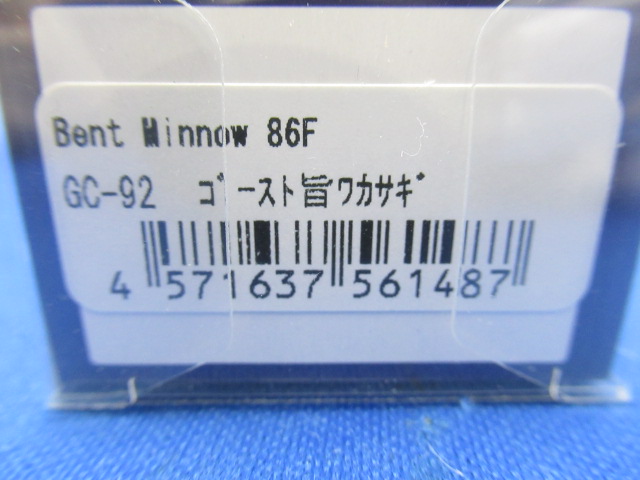 Bent Minnow 86F
GC-92 ｺﾞｰｽﾄ旨ﾜｶｻｷﾞ
4 571637 561487